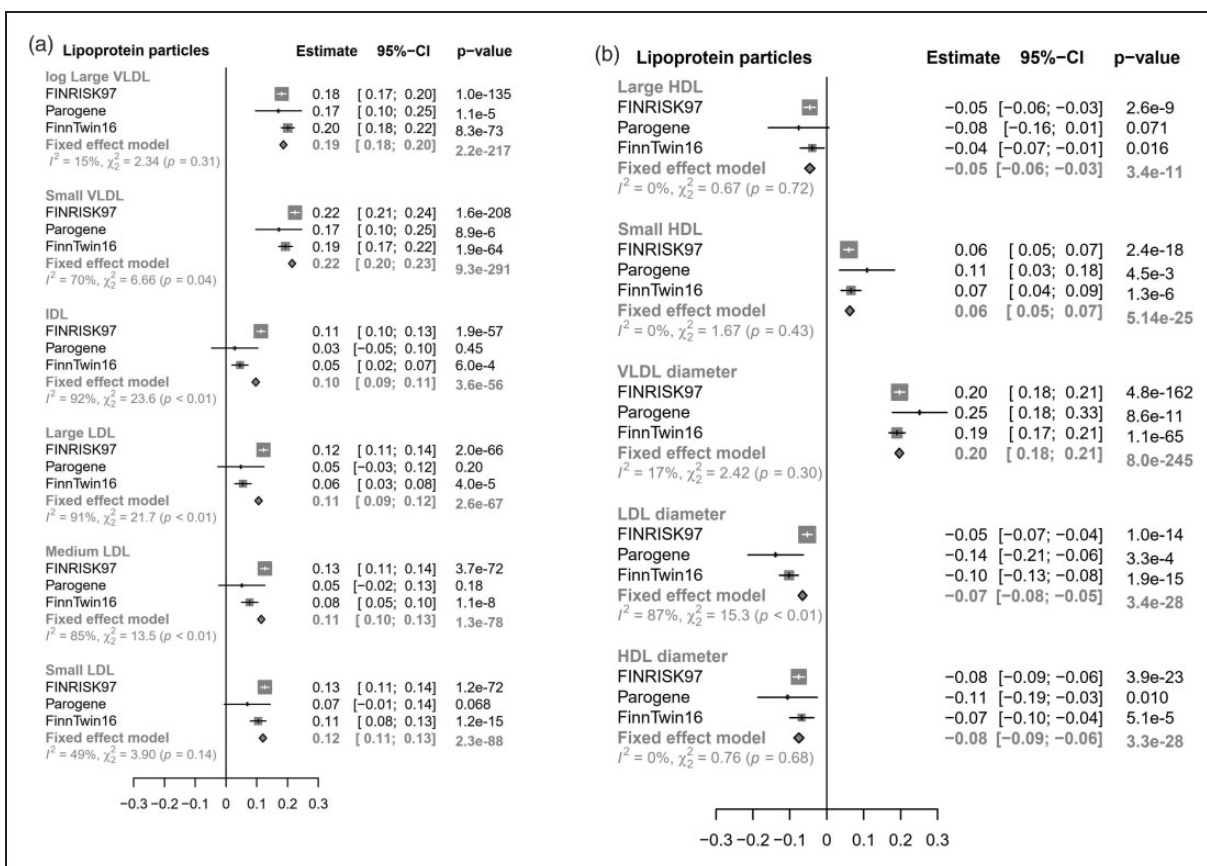 (a)
Lipoprotein particles Estimate 95%−CI p−value
log Large VLDL
FINRISK97 0.18 [ 0.17; 0.20] 1.0e-135
Parogene 0.17 [ 0.10; 0.25] 1.1e-5
FinnTwin16 0.20 [ 0.18; 0.22] 8.3e-73
Fixed effect model 0.19 [ 0.18; 0.20] 2.2e-217
I² = 15%, χ²₂ = 2.34 (p = 0.31)
Small VLDL
FINRISK97 0.22 [ 0.21; 0.24] 1.6e-208
Parogene 0.17 [ 0.10; 0.25] 8.9e-6
FinnTwin16 0.19 [ 0.17; 0.22] 1.9e-64
Fixed effect model 0.22 [ 0.20; 0.23] 9.3e-291
I² = 70%, χ²₂ = 6.66 (p = 0.04)
IDL
FINRISK97 0.11 [ 0.10; 0.13] 1.9e-57
Parogene 0.03 [−0.05; 0.10] 0.45
FinnTwin16 0.05 [ 0.02; 0.07] 6.0e-4
Fixed effect model 0.10 [ 0.09; 0.11] 3.6e-56
I² = 92%, χ²₂ = 23.6 (p < 0.01)
Large LDL
FINRISK97 0.12 [ 0.11; 0.14] 2.0e-66
Parogene 0.05 [−0.03; 0.12] 0.20
FinnTwin16 0.06 [ 0.03; 0.08] 4.0e-5
Fixed effect model 0.11 [ 0.09; 0.12] 2.6e-67
I² = 91%, χ²₂ = 21.7 (p < 0.01)
Medium LDL
FINRISK97 0.13 [ 0.11; 0.14] 3.7e-72
Parogene 0.05 [−0.02; 0.13] 0.18
FinnTwin16 0.08 [ 0.05; 0.10] 1.1e-8
Fixed effect model 0.11 [ 0.10; 0.13] 1.3e-78
I² = 85%, χ²₂ = 13.5 (p < 0.01)
Small LDL
FINRISK97 0.13 [ 0.11; 0.14] 1.2e-72
Parogene 0.07 [−0.01; 0.14] 0.068
FinnTwin16 0.11 [ 0.08; 0.13] 1.2e-15
Fixed effect model 0.12 [ 0.11; 0.13] 2.3e-88
I² = 49%, χ²₂ = 3.90 (p = 0.14)
−0.3 −0.1 0 0.1 0.2 0.3
(b)
Lipoprotein particles Estimate 95%−CI p−value
Large HDL
FINRISK97 −0.05 [−0.06; −0.03] 2.6e-9
Parogene −0.08 [−0.16; 0.01] 0.071
FinnTwin16 −0.04 [−0.07; −0.01] 0.016
Fixed effect model −0.05 [−0.06; −0.03] 3.4e-11
I² = 0%, χ²₂ = 0.67 (p = 0.72)
Small HDL
FINRISK97 0.06 [ 0.05; 0.07] 2.4e-18
Parogene 0.11 [ 0.03; 0.18] 4.5e-3
FinnTwin16 0.07 [ 0.04; 0.09] 1.3e-6
Fixed effect model 0.06 [ 0.05; 0.07] 5.14e-25
I² = 0%, χ²₂ = 1.67 (p = 0.43)
VLDL diameter
FINRISK97 0.20 [ 0.18; 0.21] 4.8e-162
Parogene 0.25 [ 0.18; 0.33] 8.6e-11
FinnTwin16 0.19 [ 0.17; 0.21] 1.1e-65
Fixed effect model 0.20 [ 0.18; 0.21] 8.0e-245
I² = 17%, χ²₂ = 2.42 (p = 0.30)
LDL diameter
FINRISK97 −0.05 [−0.07; −0.04] 1.0e-14
Parogene −0.14 [−0.21; −0.06] 3.3e-4
FinnTwin16 −0.10 [−0.13; −0.08] 1.9e-15
Fixed effect model −0.07 [−0.08; −0.05] 3.4e-28
I² = 87%, χ²₂ = 15.3 (p < 0.01)
HDL diameter
FINRISK97 −0.08 [−0.09; −0.06] 3.9e-23
Parogene −0.11 [−0.19; −0.03] 0.010
FinnTwin16 −0.07 [−0.10; −0.04] 5.1e-5
Fixed effect model −0.08 [−0.09; −0.06] 3.3e-28
I² = 0%, χ²₂ = 0.76 (p = 0.68)
−0.3 −0.1 0 0.1 0.2 0.3